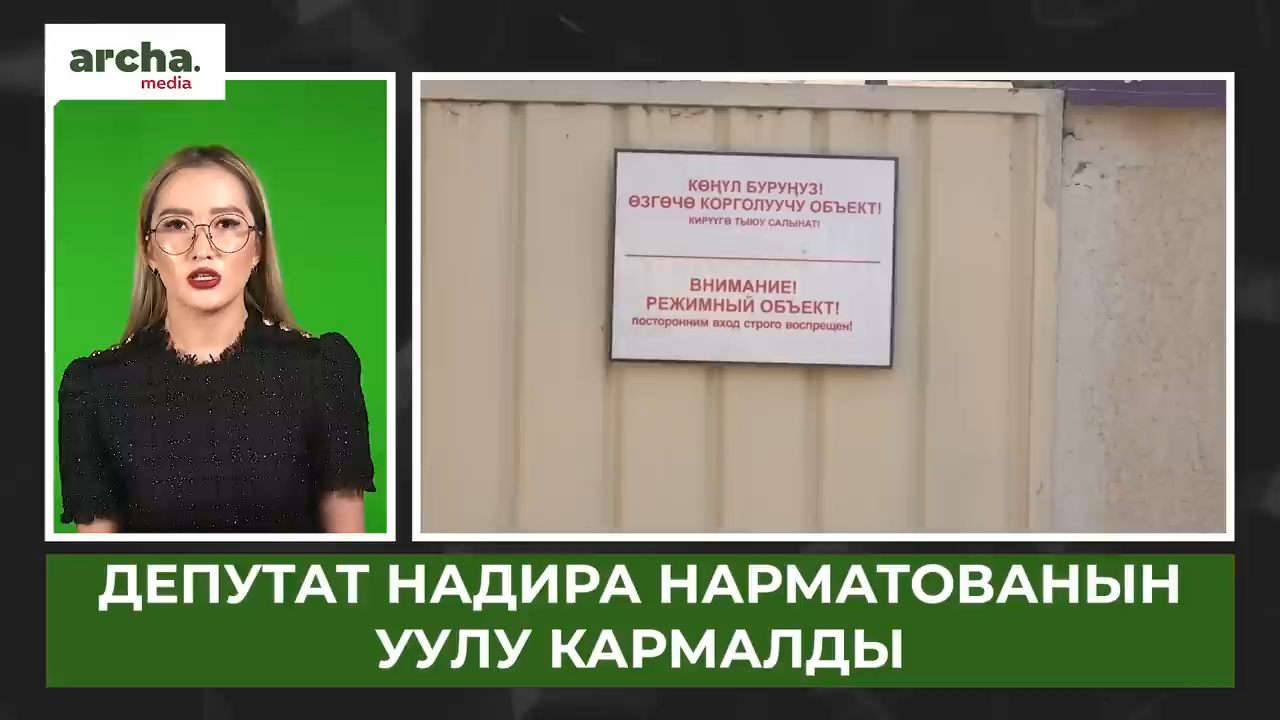 archa.
media
КӨҢҮЛ БУРУҢУЗ!
ӨЗГӨЧӨ КОРГОЛУУЧУ ОБЪЕКТ!
КИРҮҮГӨ ТЫЮУ САЛЫНАТ!
ВНИМАНИЕ!
РЕЖИМНЫЙ ОБЪЕКТ!
посторонним вход строго воспрещен!
ДЕПУТАТ НАДИРА НАРМАТОВАНЫН
УУЛУ КАРМАЛДЫ